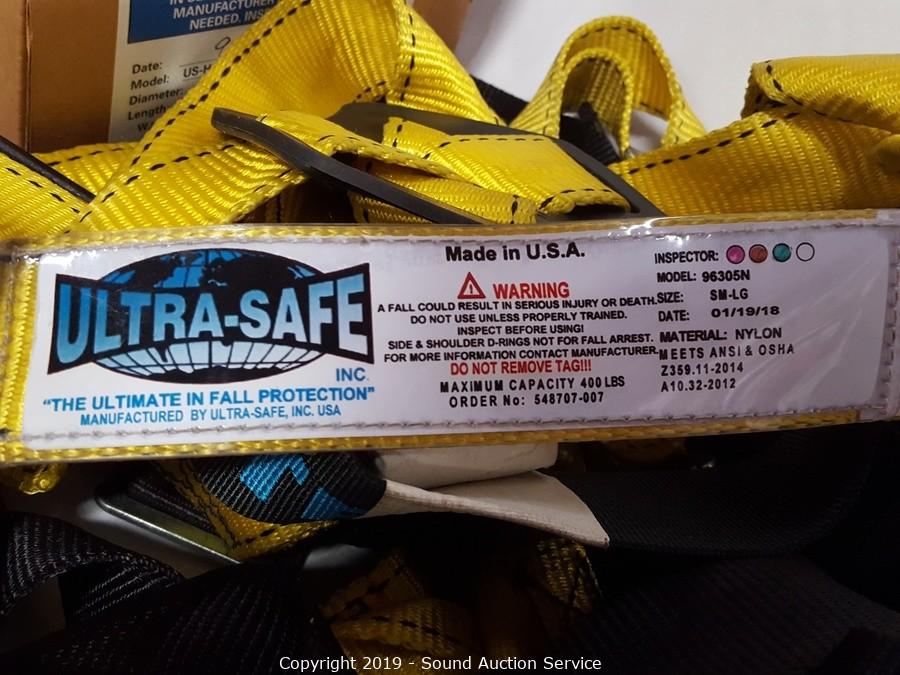 MANUFACTURER
NEEDED.
Date:
Model: US-H
Diameter:
Length
ULTRA-SAFE
INC.
“THE ULTIMATE IN FALL PROTECTION”
MANUFACTURED BY ULTRA-SAFE, INC. USA
Made in U.S.A.
WARNING
A FALL COULD RESULT IN SERIOUS INJURY OR DEATH.
DO NOT USE UNLESS PROPERLY TRAINED.
INSPECT BEFORE USING!
SIDE & SHOULDER D-RINGS NOT FOR FALL ARREST.
FOR MORE INFORMATION CONTACT MANUFACTURER.
DO NOT REMOVE TAG!!!
MAXIMUM CAPACITY 400 LBS
ORDER No: 548707-007
INSPECTOR:
MODEL: 96305N
SIZE: SM-LG
DATE: 01/19/18
MATERIAL: NYLON
MEETS ANSI & OSHA
Z359.11-2014
A10.32-2012
Copyright 2019 - Sound Auction Service